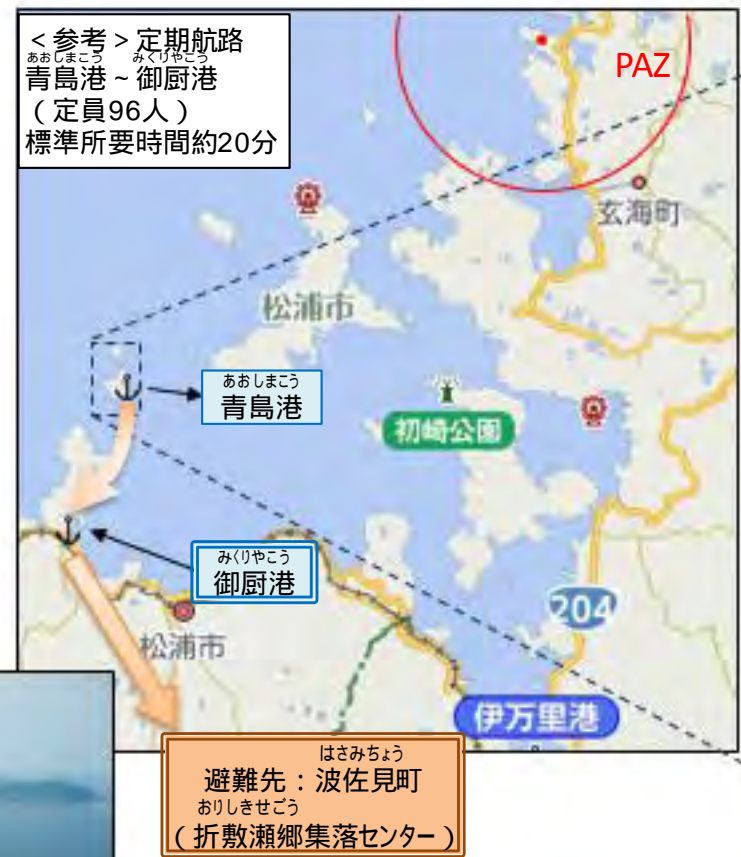 ＜参考＞定期航路
あおしまこう みくりやこう
青島港～御厨港
（定員96人）
標準所要時間約20分
PAZ
玄海町
松浦市
あおしまこう
青島港
初崎公園
みくりやこう
御厨港
204
松浦市
伊万里港
はさみちょう
避難先：波佐見町
おりしきせごう
（折敷瀬郷集落センター）